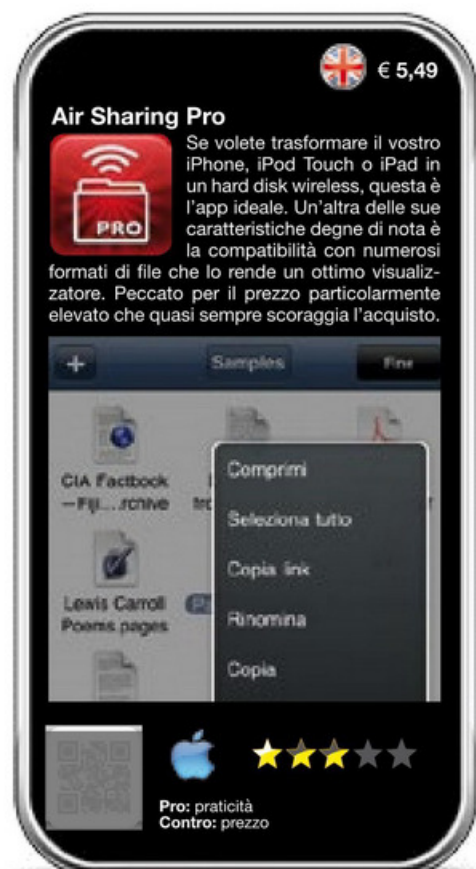 € 5,49
Air Sharing Pro
PRO
Se volete trasformare il vostro
iPhone, iPod Touch o iPad in
un hard disk wireless, questa è
l'app ideale. Un'altra delle sue
caratteristiche degne di nota è
la compatibilità con numerosi
formati di file che lo rende un ottimo visualiz-
zatore. Peccato per il prezzo particolarmente
elevato che quasi sempre scoraggia l'acquisto.
+ Samples Fine
CIA Factbook
– Fiji....rchive
Lewis Carroll
Poems pages
Comprimi
Seleziona tutto
Copia link
Rinomina
Copia
Pro: praticità
Contro: prezzo